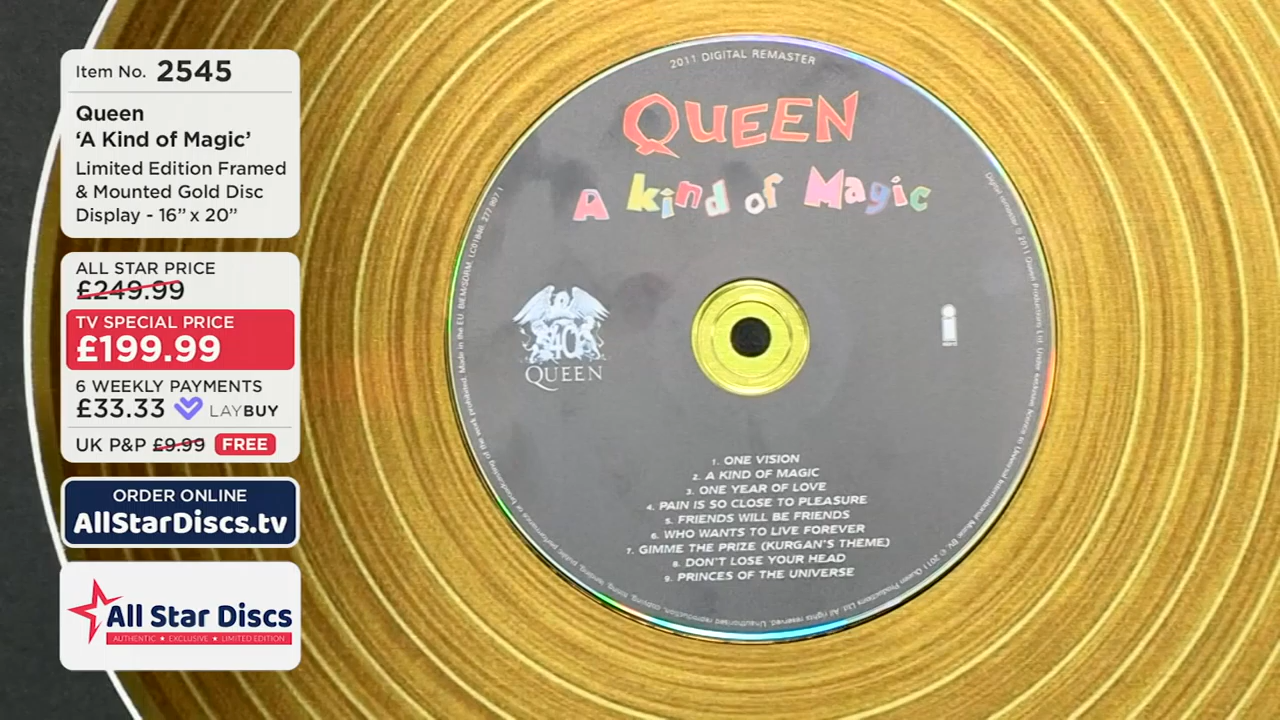 Item No. 2545
Queen
‘A Kind of Magic’
Limited Edition Framed
& Mounted Gold Disc
Display - 16” x 20”
ALL STAR PRICE
£249.99
TV SPECIAL PRICE
£199.99
6 WEEKLY PAYMENTS
£33.33 LAYBUY
UK P&P £9.99 FREE
ORDER ONLINE
AllStarDiscs.tv
All Star Discs
AUTHENTIC ★ EXCLUSIVE ★ LIMITED EDITION
2011 DIGITAL REMASTER
QUEEN
A kind of Magic
40
QUEEN
1. ONE VISION
2. A KIND OF MAGIC
3. ONE YEAR OF LOVE
4. PAIN IS SO CLOSE TO PLEASURE
5. FRIENDS WILL BE FRIENDS
6. WHO WANTS TO LIVE FOREVER
7. GIMME THE PRIZE (KURGAN'S THEME)
8. DON'T LOSE YOUR HEAD
9. PRINCES OF THE UNIVERSE